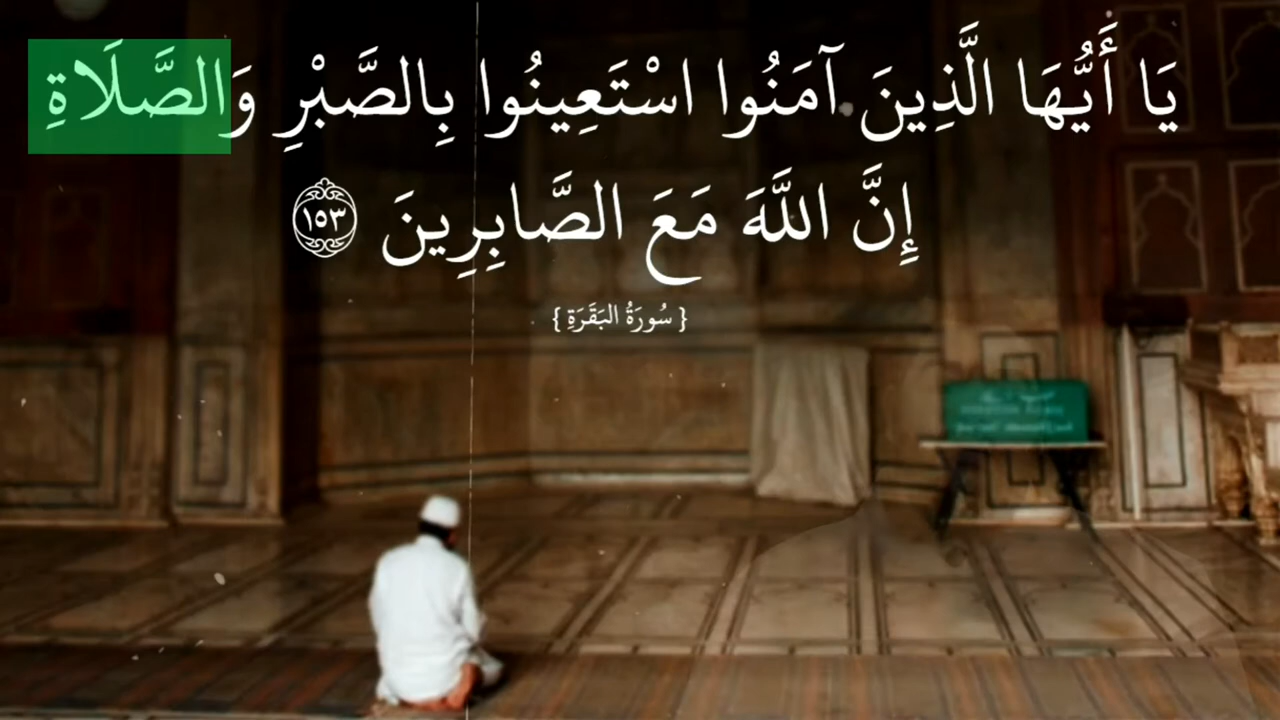 يَا أَيُّهَا الَّذِينَ آمَنُوا اسْتَعِينُوا بِالصَّبْرِ وَالصَّلَاةِ
إِنَّ اللَّهَ مَعَ الصَّابِرِينَ ١٥٣
{ سُورَةُ البَقَرَةِ }